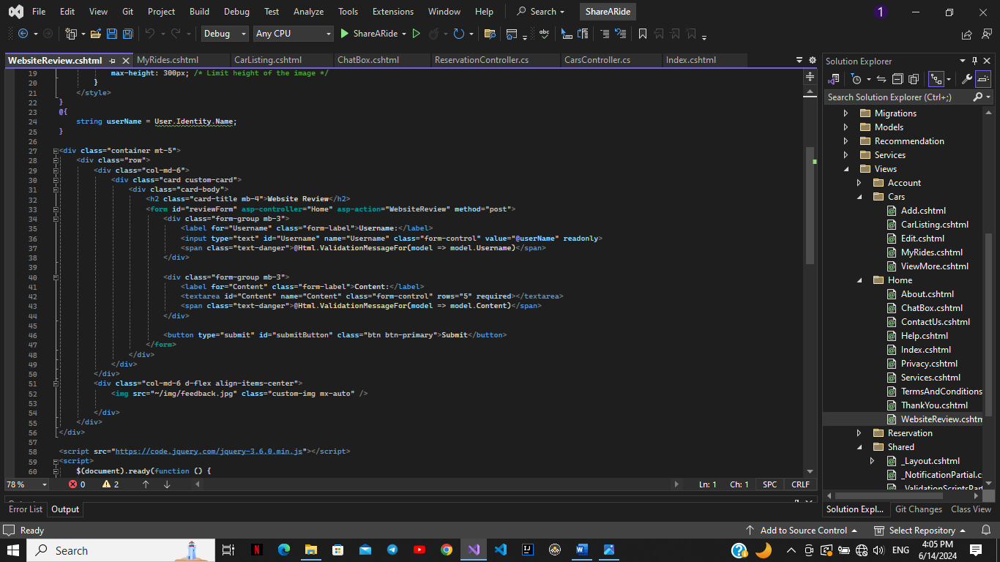 File Edit View Git Project Build Debug Test Analyze Tools Extensions Window Help Search ShareARide 1
Debug Any CPU ShareARide
WebsiteReview.cshtml MyRides.cshtml CarListing.cshtml ChatBox.cshtml ReservationController.cs CarsController.cs Index.cshtml
19 max-height: 300px; /* Limit height of the image */
20 }
21 </style>
22 }
23 @{
24 string userName = User.Identity.Name;
25 }
26
27 <div class="container mt-5">
28 <div class="row">
29 <div class="col-md-6">
30 <div class="card custom-card">
31 <div class="card-body">
32 <h2 class="card-title mb-4">Website Review</h2>
33 <form id="reviewForm" asp-controller="Home" asp-action="WebsiteReview" method="post">
34 <div class="form-group mb-3">
35 <label for="Username" class="form-label">Username:</label>
36 <input type="text" id="Username" name="Username" class="form-control" value="@userName" readonly>
37 <span class="text-danger">@Html.ValidationMessageFor(model => model.Username)</span>
38 </div>
39
40 <div class="form-group mb-3">
41 <label for="Content" class="form-label">Content:</label>
42 <textarea id="Content" name="Content" class="form-control" rows="5" required></textarea>
43 <span class="text-danger">@Html.ValidationMessageFor(model => model.Content)</span>
44 </div>
45
46 <button type="submit" id="submitButton" class="btn btn-primary">Submit</button>
47 </form>
48 </div>
49 </div>
50 </div>
51 <div class="col-md-6 d-flex align-items-center">
52 <img src="~/img/feedback.jpg" class="custom-img mx-auto" />
53
54 </div>
55 </div>
56 </div>
57
58 <script src="https://code.jquery.com/jquery-3.6.0.min.js"></script>
59 <script>
60 $(document).ready(function () {
78 % 0 2 Ln: 1 Ch: 1 SPC CRLF
Error List Output
Solution Explorer
Search Solution Explorer (Ctrl+;)
Migrations
Models
Recommendation
Services
Views
Account
Cars
Add.cshtml
CarListing.cshtml
Edit.cshtml
MyRides.cshtml
ViewMore.cshtml
Home
About.cshtml
ChatBox.cshtml
ContactUs.cshtml
Help.cshtml
Index.cshtml
Privacy.cshtml
Services.cshtml
TermsAndConditions
ThankYou.cshtml
WebsiteReview.cshtm
Reservation
Shared
_Layout.cshtml
_NotificationPartial.c
_ValidationScriptsPart
Solution Expl... Git Changes Class View
Ready Add to Source Control Select Repository
Search ENG 4:05 PM
6/14/2024